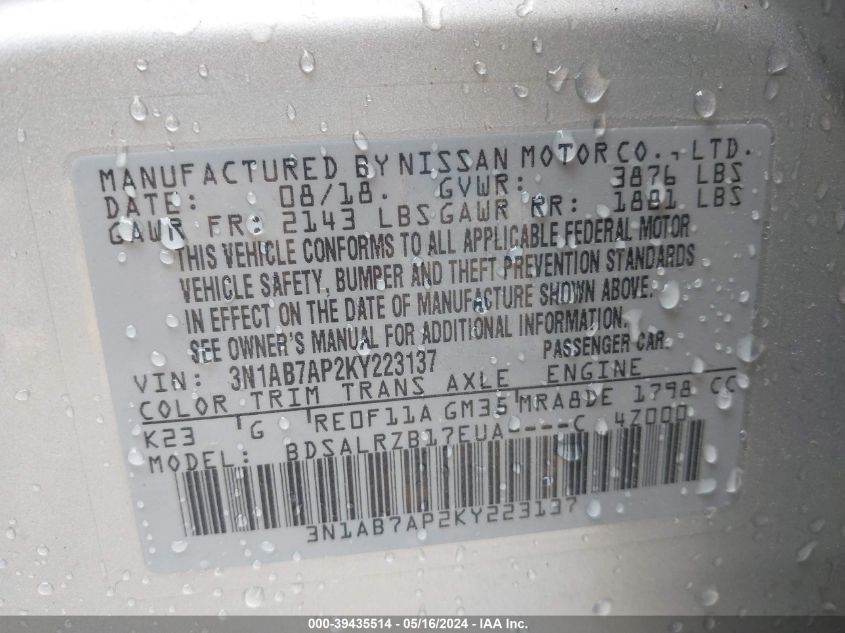 MANUFACTURED BY NISSAN MOTOR CO., LTD.
DATE: 08/18. GVWR: 3876 LBS
GAWR FR: 2143 LBS GAWR RR: 1801 LBS
THIS VEHICLE CONFORMS TO ALL APPLICABLE FEDERAL MOTOR
VEHICLE SAFETY, BUMPER AND THEFT PREVENTION STANDARDS
IN EFFECT ON THE DATE OF MANUFACTURE SHOWN ABOVE.
SEE OWNER'S MANUAL FOR ADDITIONAL INFORMATION.
VIN: 3N1AB7AP2KY223137 PASSENGER CAR.
COLOR TRIM TRANS AXLE ENGINE
K23 G RE0F11A GM35 MRA8DE 1798 CC
MODEL: BDSALRZB17EUA----C 4Z000
3N1AB7AP2KY223137
000-39435514 - 05/16/2024 - IAA Inc.